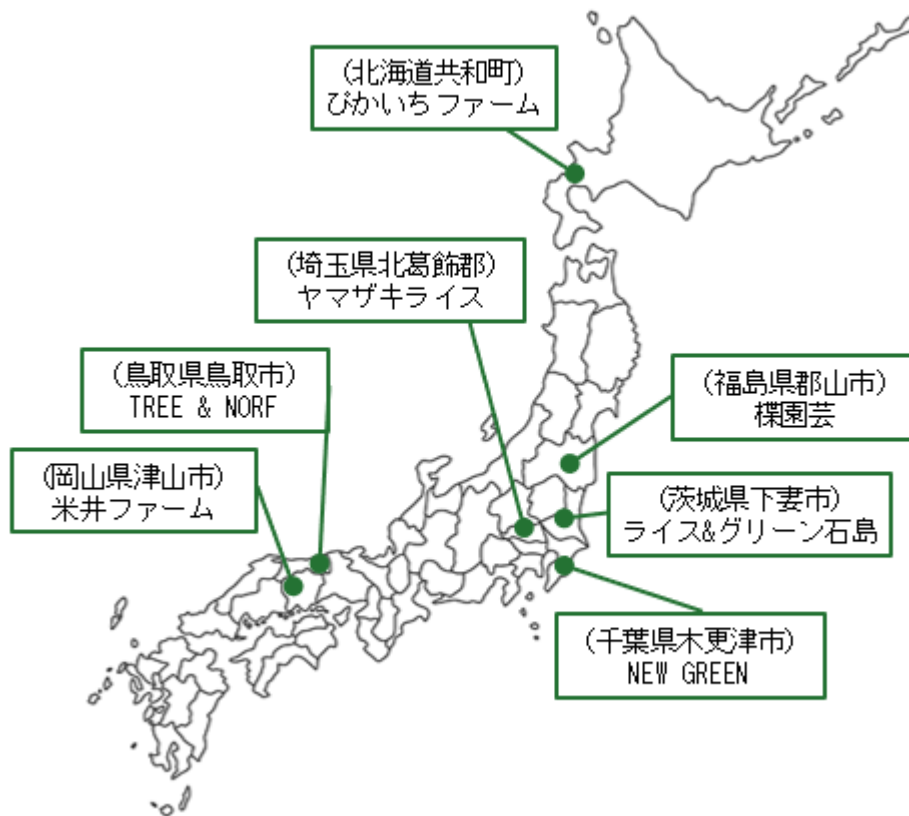 (北海道共和町)
ぴかいちファーム
(埼玉県北葛飾郡)
ヤマザキライス
(鳥取県鳥取市)
TREE & NORF
(福島県郡山市)
楪園芸
(岡山県津山市)
米井ファーム
(茨城県下妻市)
ライス&グリーン石島
(千葉県木更津市)
NEW GREEN